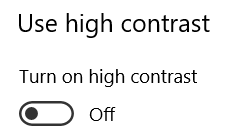 Use high contrast
Turn on high contrast
Off